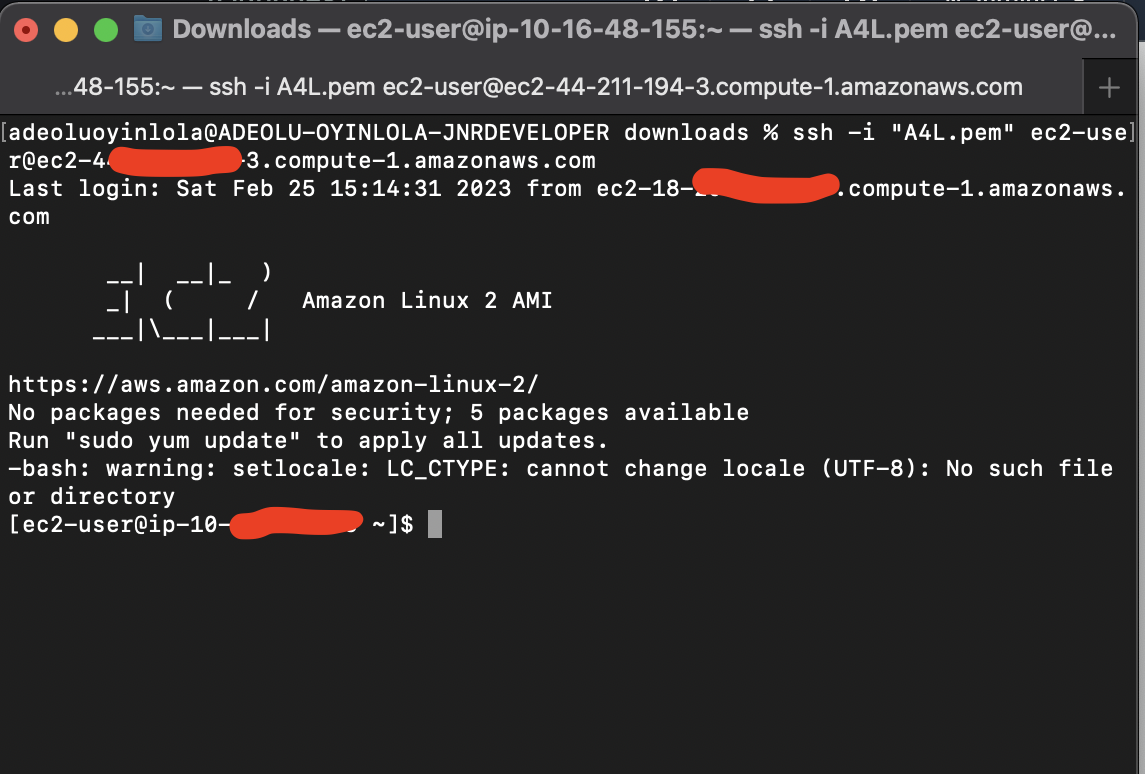 Downloads — ec2-user@ip-10-16-48-155:~ — ssh -i A4L.pem ec2-user@...
...48-155:~ — ssh -i A4L.pem ec2-user@ec2-44-211-194-3.compute-1.amazonaws.com
[adeoluoyinlola@ADEOLU-OYINLOLA-JNRDEVELOPER downloads % ssh -i "A4L.pem" ec2-use]
r@ec2-4 -3.compute-1.amazonaws.com
Last login: Sat Feb 25 15:14:31 2023 from ec2-18- .compute-1.amazonaws.
com
       __|  __|_  )
       _|  (     /   Amazon Linux 2 AMI
      ___|\___|___|
https://aws.amazon.com/amazon-linux-2/
No packages needed for security; 5 packages available
Run "sudo yum update" to apply all updates.
-bash: warning: setlocale: LC_CTYPE: cannot change locale (UTF-8): No such file
or directory
[ec2-user@ip-10- ~]$